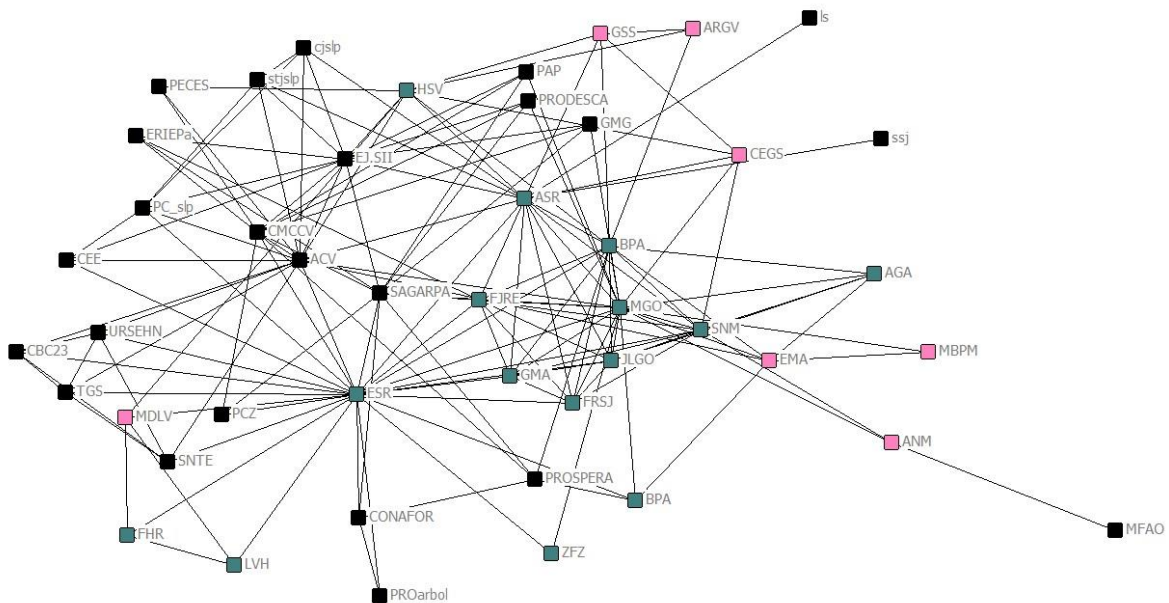 ls
GSS
ARGV
cjslp
stjslp
PAP
PECES
HSV
PRODESCA
GMG
ERIEPa
ssj
EJ.SII
CEGS
ASR
PC_slp
CMCCV
BPA
CEE
ACV
AGA
SAGARPA
FJRE
MGO
SNM
URSEHN
CBC23
JLGO
EMA
MBPM
GMA
TGS
ESR
FRSJ
MDLV
PCZ
ANM
SNTE
PROSPERA
BPA
CONAFOR
MFAO
FHR
ZFZ
LVH
PROarbol